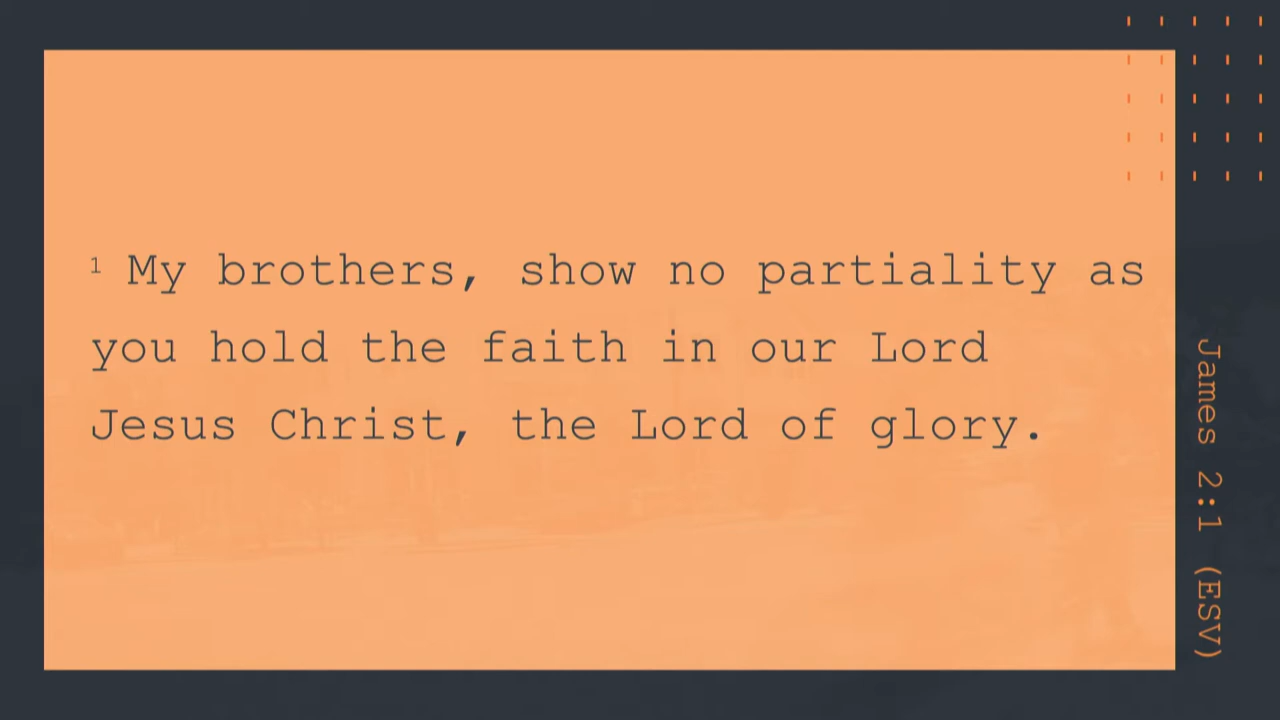 1 My brothers, show no partiality as
you hold the faith in our Lord
Jesus Christ, the Lord of glory.
James 2:1 (ESV)